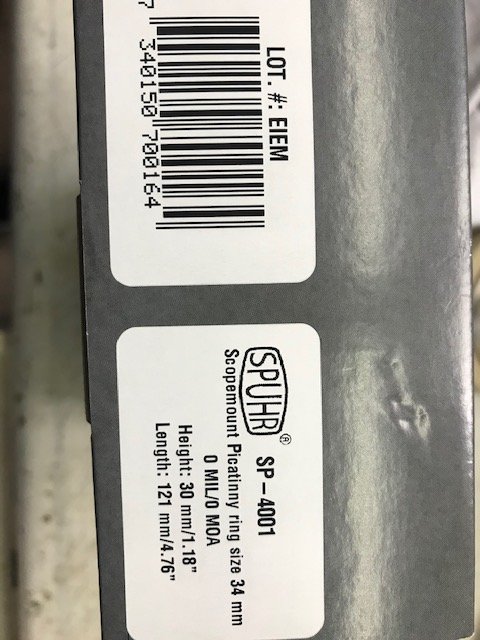 LOT. #: EIEM
7 340150 700164
SPUHR® SP-4001
Scopemount Picatinny ring size 34 mm
0 MIL/0 MOA
Height: 30 mm/1.18"
Length: 121 mm/4.76"